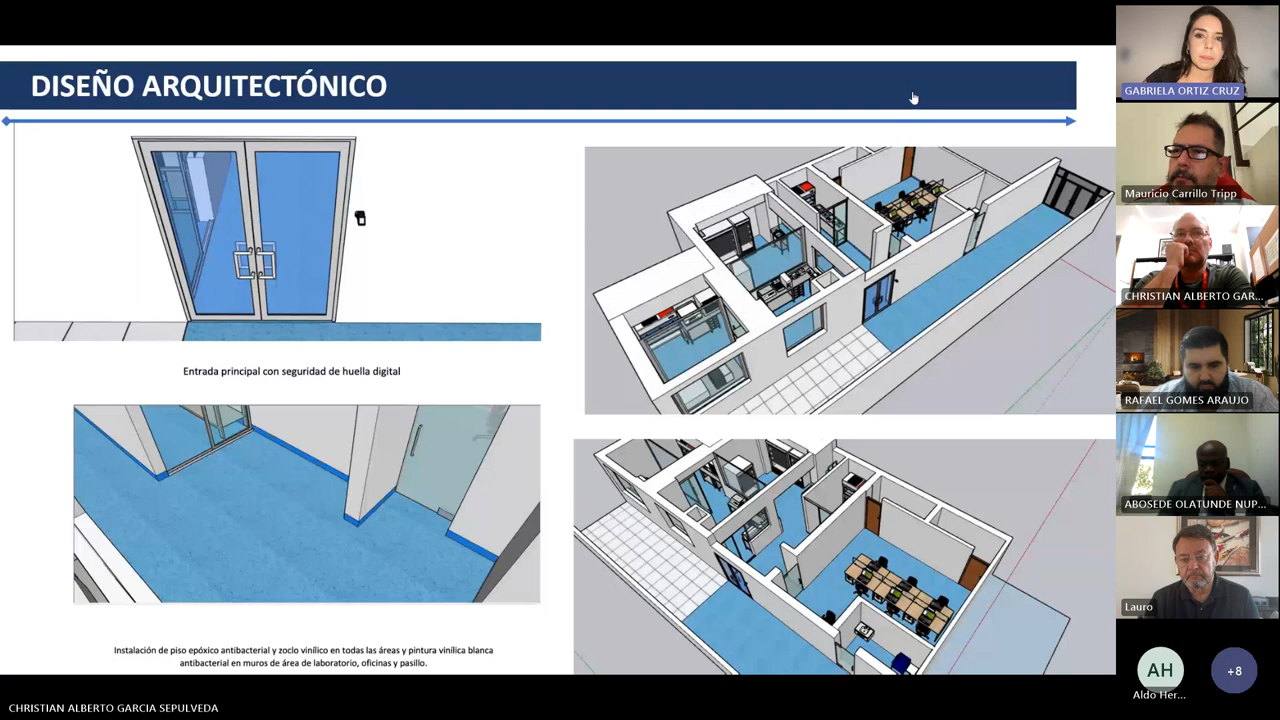 DISEÑO ARQUITECTÓNICO
Entrada principal con seguridad de huella digital
Instalación de piso epóxico antibacterial y zoclo vinílico en todas las áreas y pintura vinílica blanca
antibacterial en muros de área de laboratorio, oficinas y pasillo.
GABRIELA ORTIZ CRUZ
Mauricio Carrillo Tripp
CHRISTIAN ALBERTO GAR...
RAFAEL GOMES ARAUJO
ABOSEDE OLATUNDE NUP...
Lauro
AH
Aldo Her...
+8
CHRISTIAN ALBERTO GARCIA SEPULVEDA